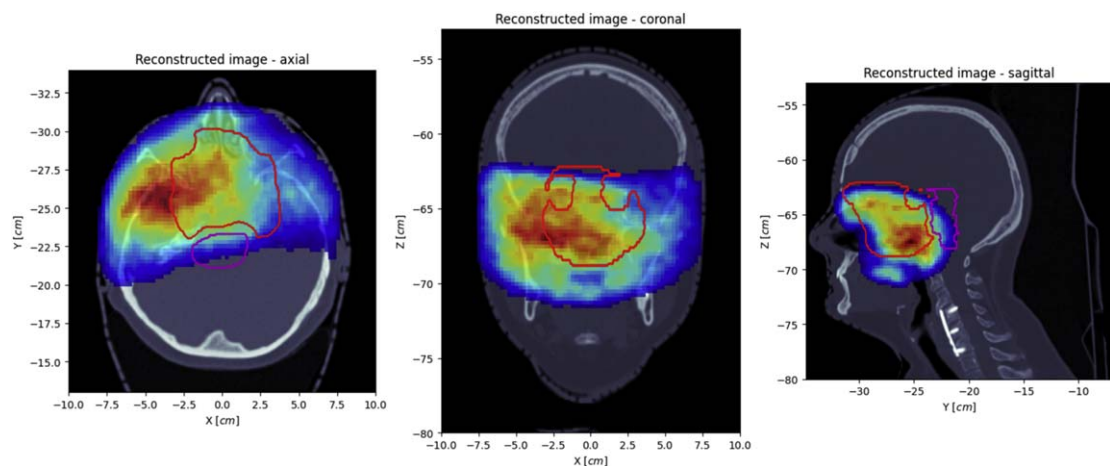 Reconstructed image - axial
−32.5
−30.0
−27.5
−25.0
−22.5
−20.0
−17.5
−15.0
Y [cm]
−10.0 −7.5 −5.0 −2.5 0.0 2.5 5.0 7.5 10.0
X [cm]
Reconstructed image - coronal
−55
−60
−65
−70
−75
−80
Z [cm]
−10.0 −7.5 −5.0 −2.5 0.0 2.5 5.0 7.5 10.0
X [cm]
Reconstructed image - sagittal
−55
−60
−65
−70
−75
−80
Z [cm]
−30 −20 −10
Y [cm]